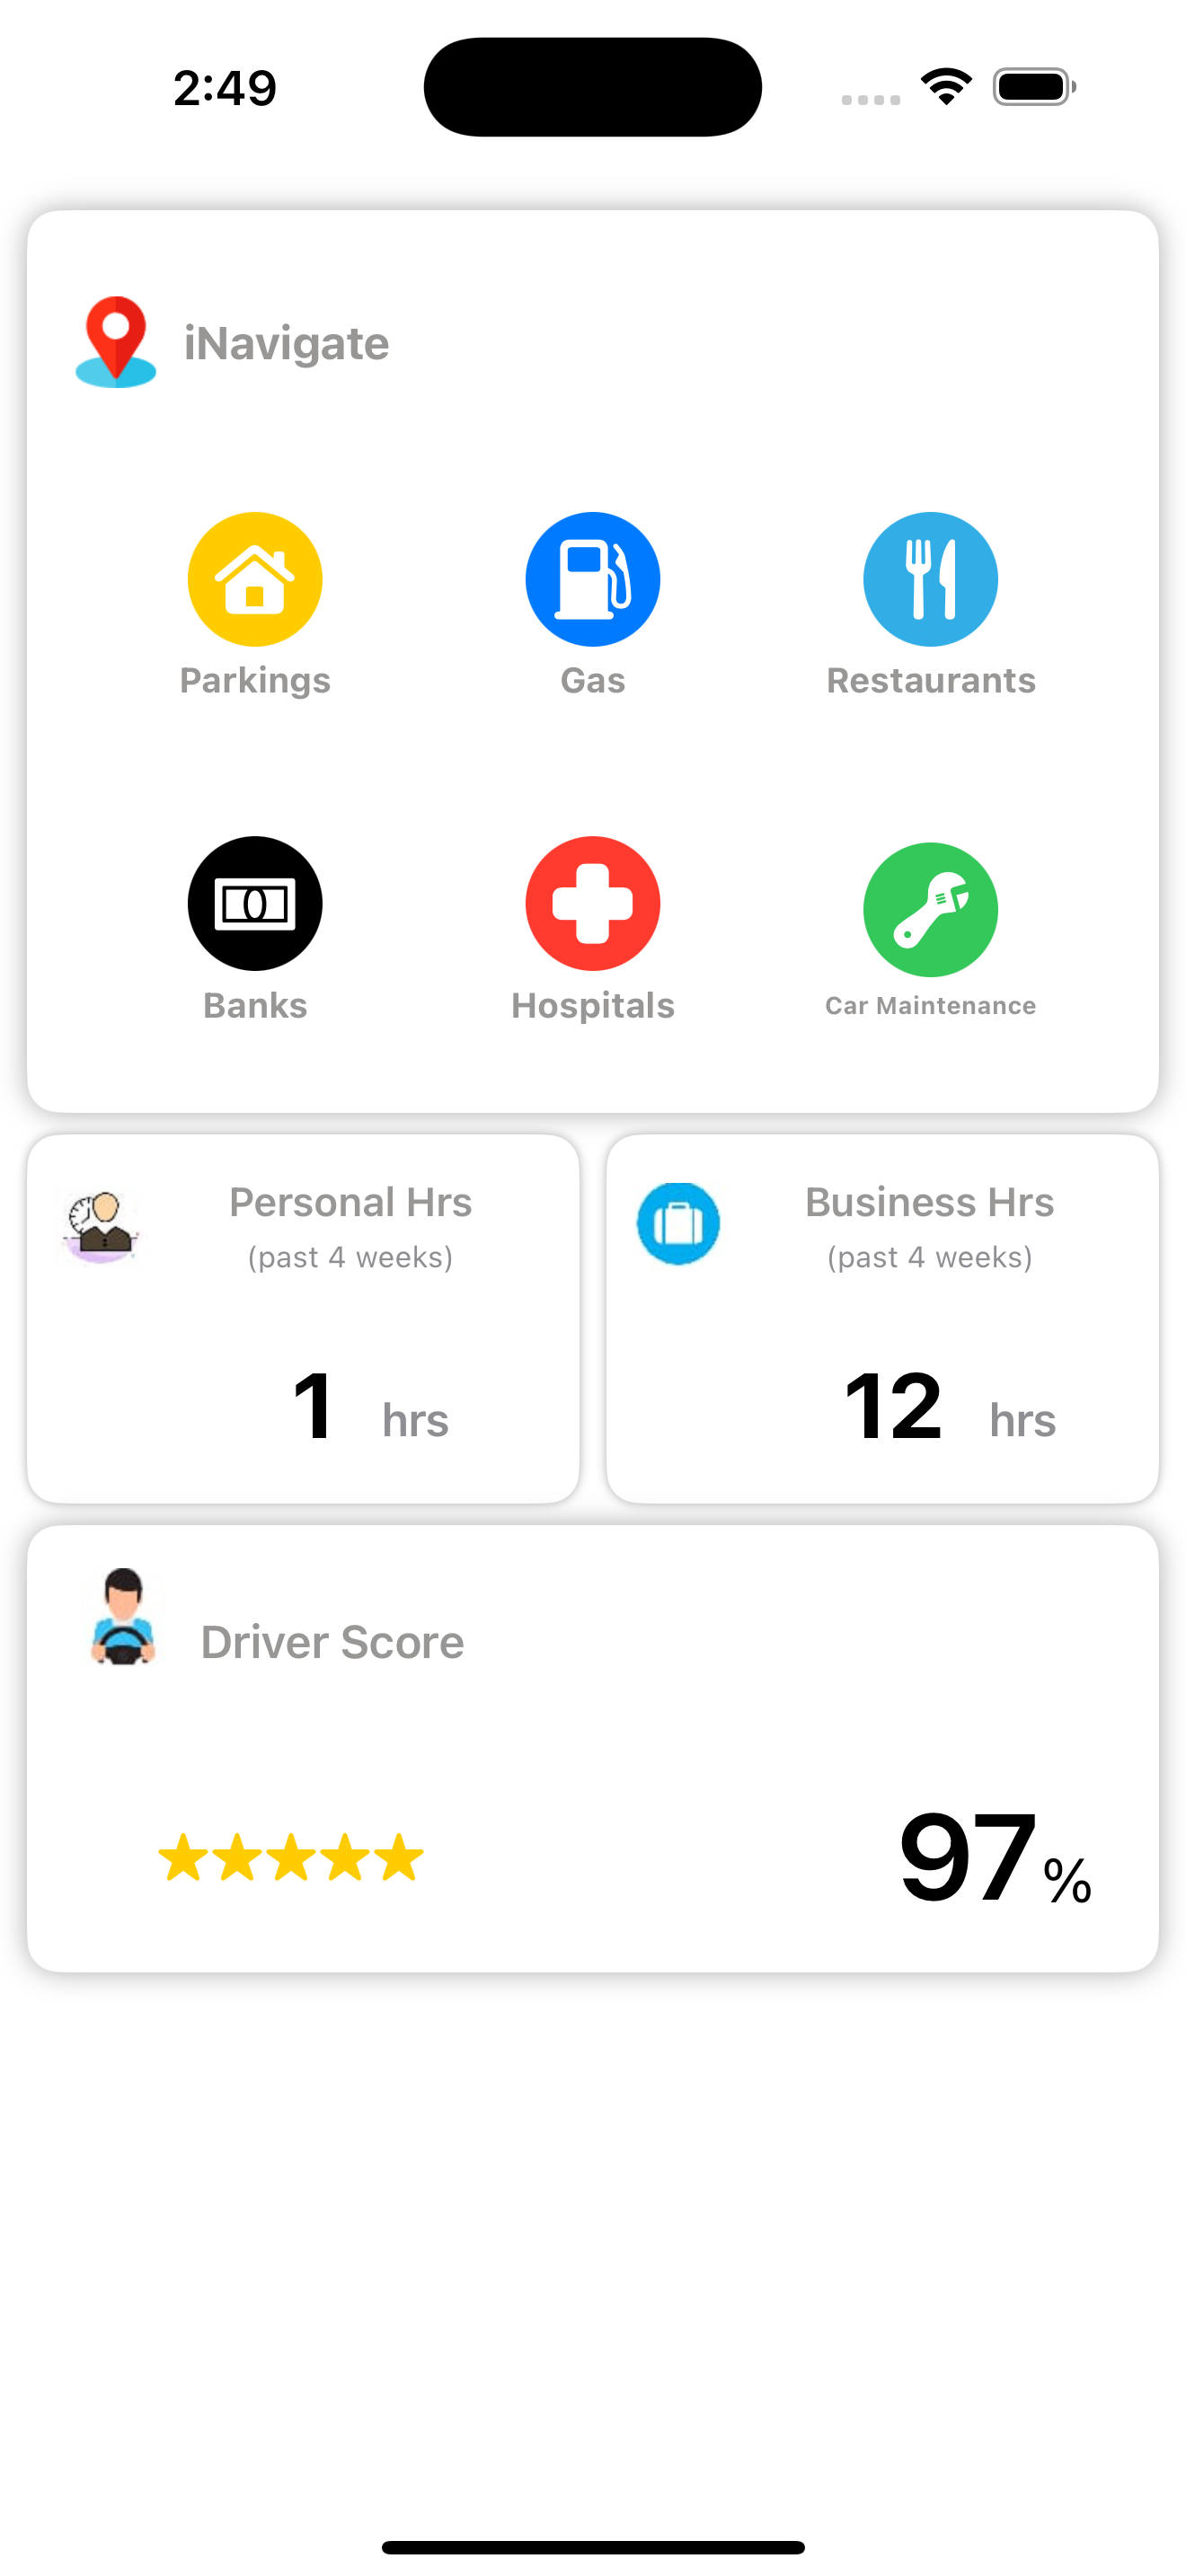 2:49
iNavigate
Parkings
Gas
Restaurants
Banks
Hospitals
Car Maintenance
Personal Hrs
(past 4 weeks)
1 hrs
Business Hrs
(past 4 weeks)
12 hrs
Driver Score
97%